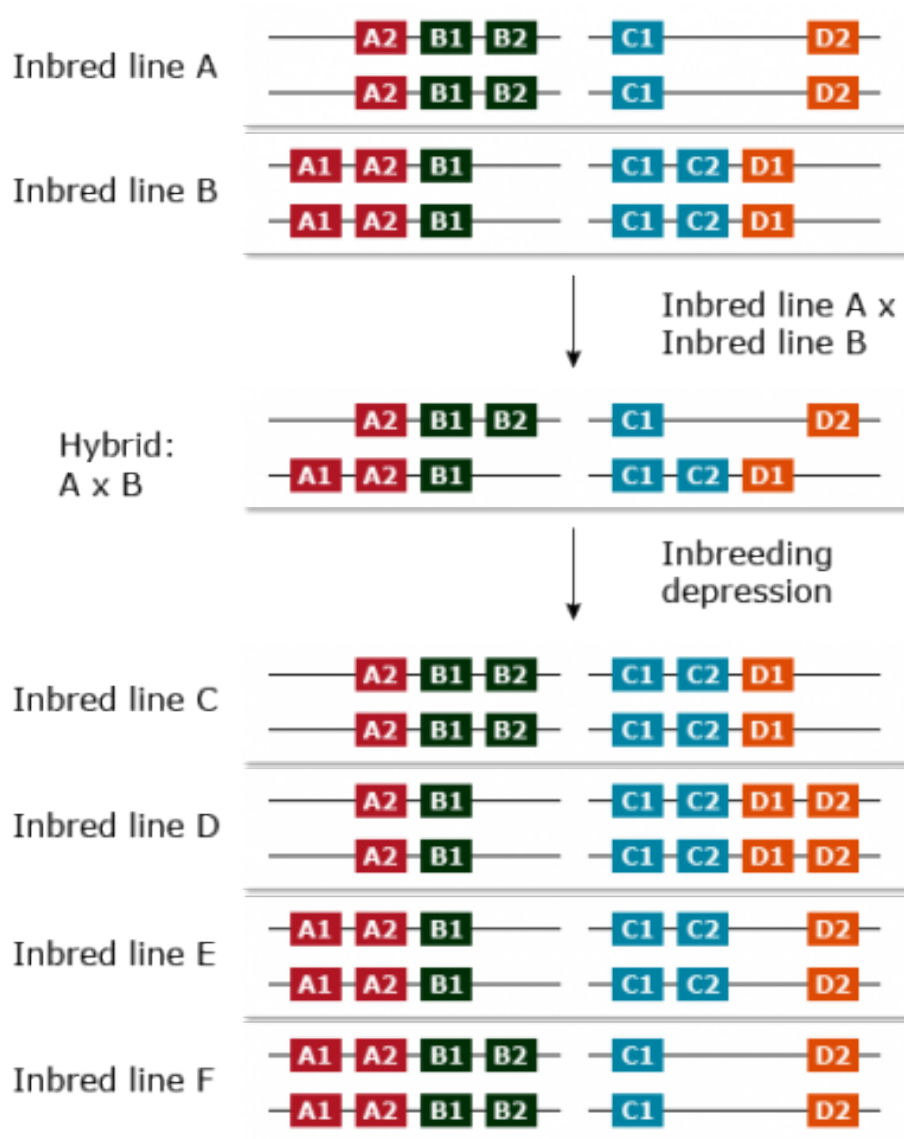 A2 B1 B2 C1 D2
Inbred line A
A2 B1 B2 C1 D2
A1 A2 B1 C1 C2 D1
Inbred line B
A1 A2 B1 C1 C2 D1
Inbred line A x
Inbred line B
A2 B1 B2 C1 D2
Hybrid:
A x B
A1 A2 B1 C1 C2 D1
Inbreeding
depression
A2 B1 B2 C1 C2 D1
Inbred line C
A2 B1 B2 C1 C2 D1
A2 B1 C1 C2 D1 D2
Inbred line D
A2 B1 C1 C2 D1 D2
A1 A2 B1 C1 C2 D2
Inbred line E
A1 A2 B1 C1 C2 D2
A1 A2 B1 B2 C1 D2
Inbred line F
A1 A2 B1 B2 C1 D2